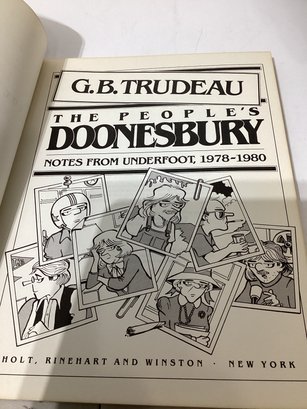 G.B. TRUDEAU
THE PEOPLE'S
DOONESBURY
NOTES FROM UNDERFOOT, 1978-1980
HOLT, RINEHART AND WINSTON · NEW YORK